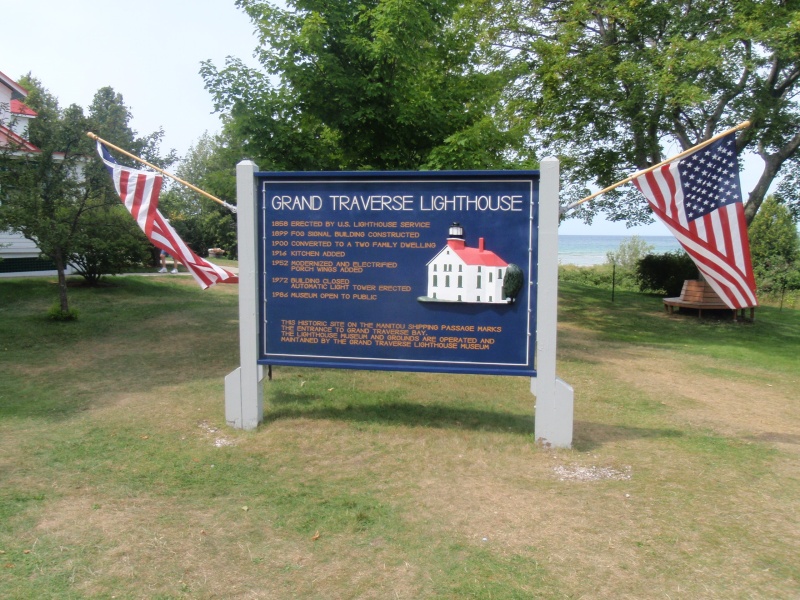 GRAND TRAVERSE LIGHTHOUSE
1858 ERECTED BY U.S. LIGHTHOUSE SERVICE
1899 FOG SIGNAL BUILDING CONSTRUCTED
1900 CONVERTED TO A TWO FAMILY DWELLING
1916 KITCHEN ADDED
1952 MODERNIZED AND ELECTRIFIED
PORCH WINGS ADDED
1972 BUILDING CLOSED
AUTOMATIC LIGHT TOWER ERECTED
1986 MUSEUM OPEN TO PUBLIC
THIS HISTORIC SITE ON THE MANITOU SHIPPING PASSAGE MARKS
THE ENTRANCE TO GRAND TRAVERSE BAY.
THE LIGHTHOUSE MUSEUM AND GROUNDS ARE OPERATED AND
MAINTAINED BY THE GRAND TRAVERSE LIGHTHOUSE MUSEUM